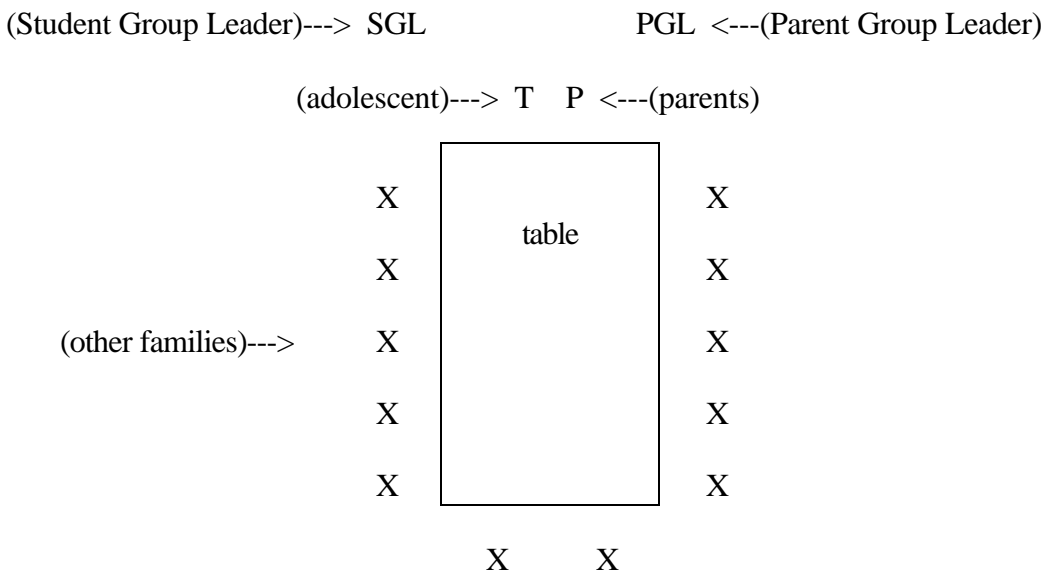 (Student Group Leader)---> SGL PGL <---(Parent Group Leader)
(adolescent)---> T P <---(parents)
X X
table
X X
(other families)---> X X
X X
X X
X X